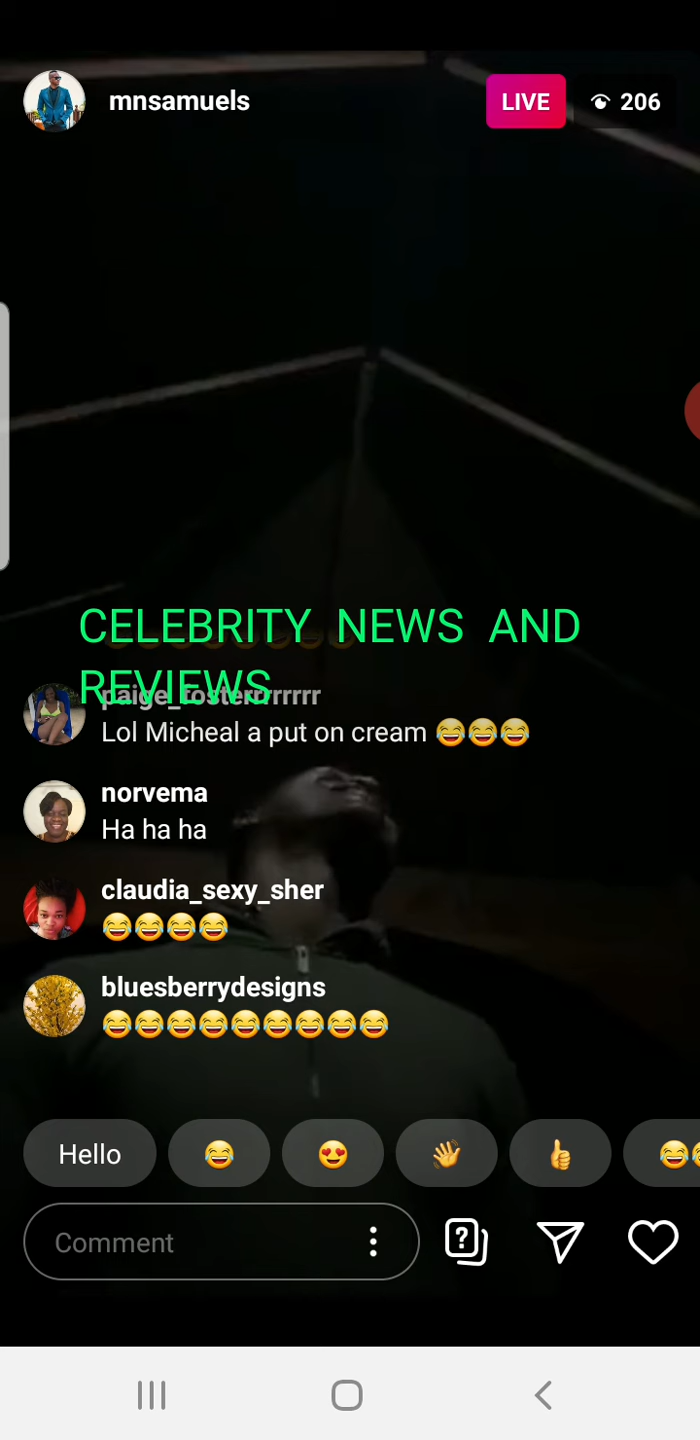 mnsamuels
LIVE
206
CELEBRITY NEWS AND
REVIEWS
paige_fosterrrrrrrr
Lol Micheal a put on cream 😂😂😂
norvema
Ha ha ha
claudia_sexy_sher
😂😂😂😂
bluesberrydesigns
😂😂😂😂😂😂😂😂😂
Hello 😂 😍 👋 👍 😂
Comment